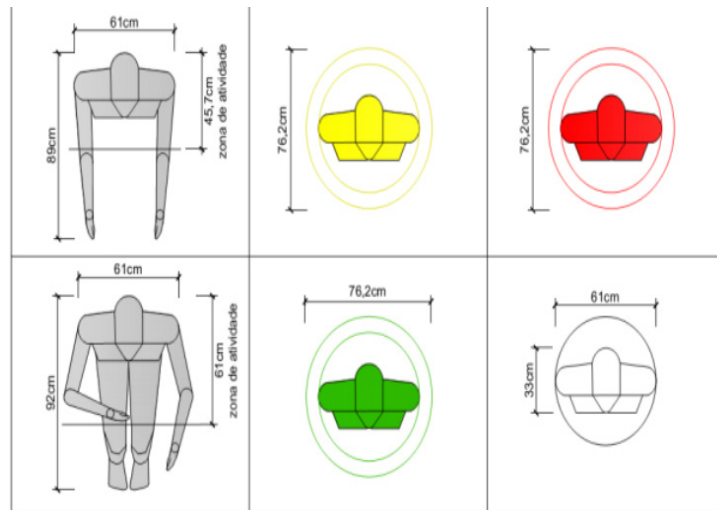 61cm
89cm
45,7cm
zona de atividade
76,2cm
76,2cm
61cm
92cm
61cm
zona de atividade
76,2cm
61cm
33cm